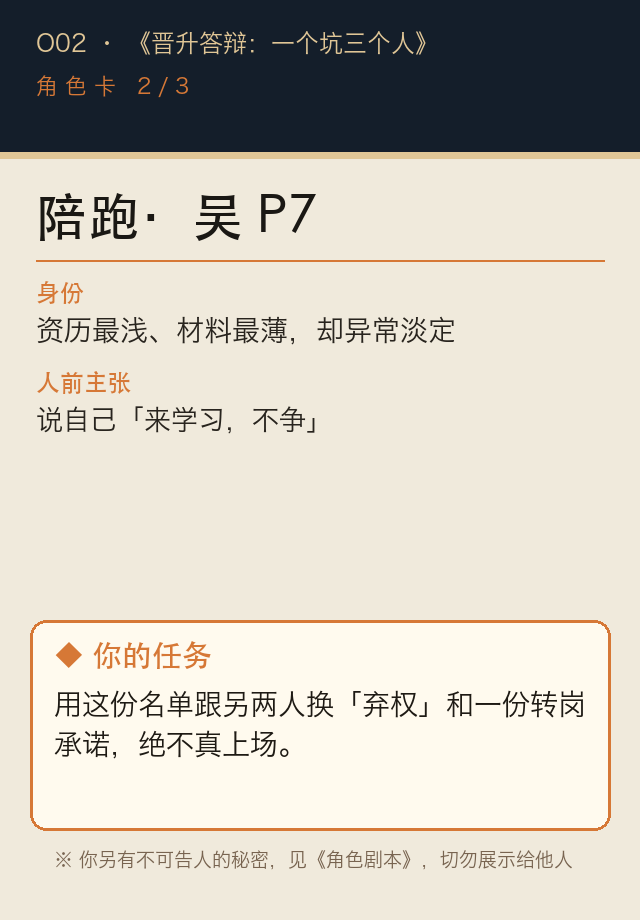 002 · 《晋升答辩：一个坑三个人》
角色卡 2/3
陪跑· 吴 P7
身份
资历最浅、材料最薄，却异常淡定
人前主张
说自己「来学习，不争」
◆ 你的任务
用这份名单跟另两人换「弃权」和一份转岗
承诺，绝不真上场。
※ 你另有不可告人的秘密，见《角色剧本》，切勿展示给他人